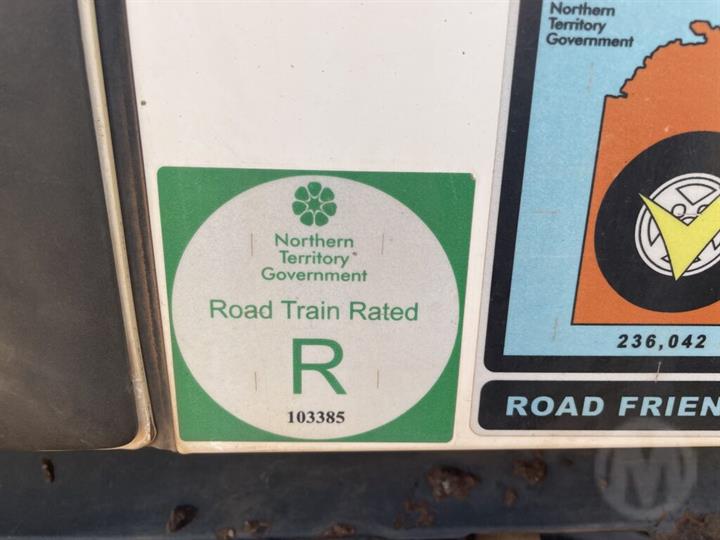 Northern
Territory
Government
Road Train Rated
R
103385
Northern
Territory
Government
236,042
ROAD FRIEN
M